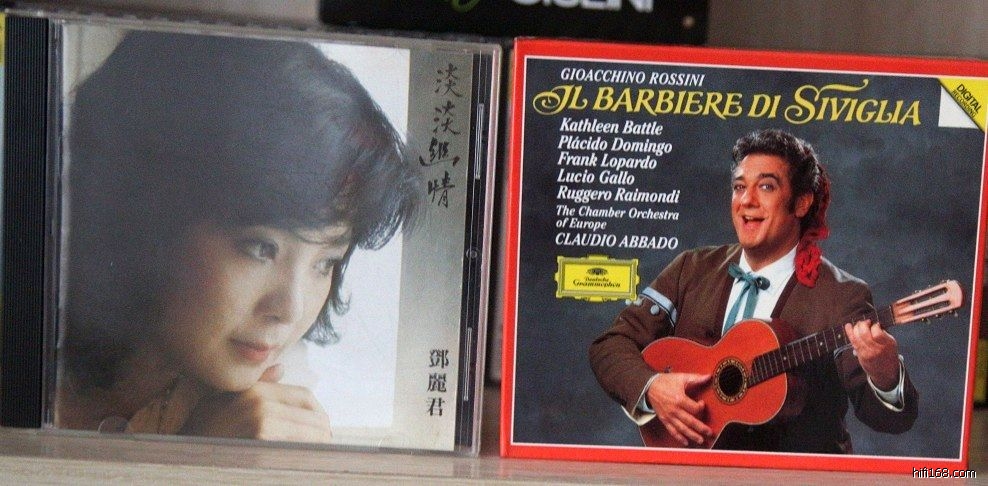 淡淡幽情
鄧麗君
GIOACCHINO ROSSINI
IL BARBIERE DI SIVIGLIA
DIGITAL
RECORDING
Kathleen Battle
Plácido Domingo
Frank Lopardo
Lucio Gallo
Ruggero Raimondi
The Chamber Orchestra
of Europe
CLAUDIO ABBADO
Deutsche
Grammophon
hifi168.com